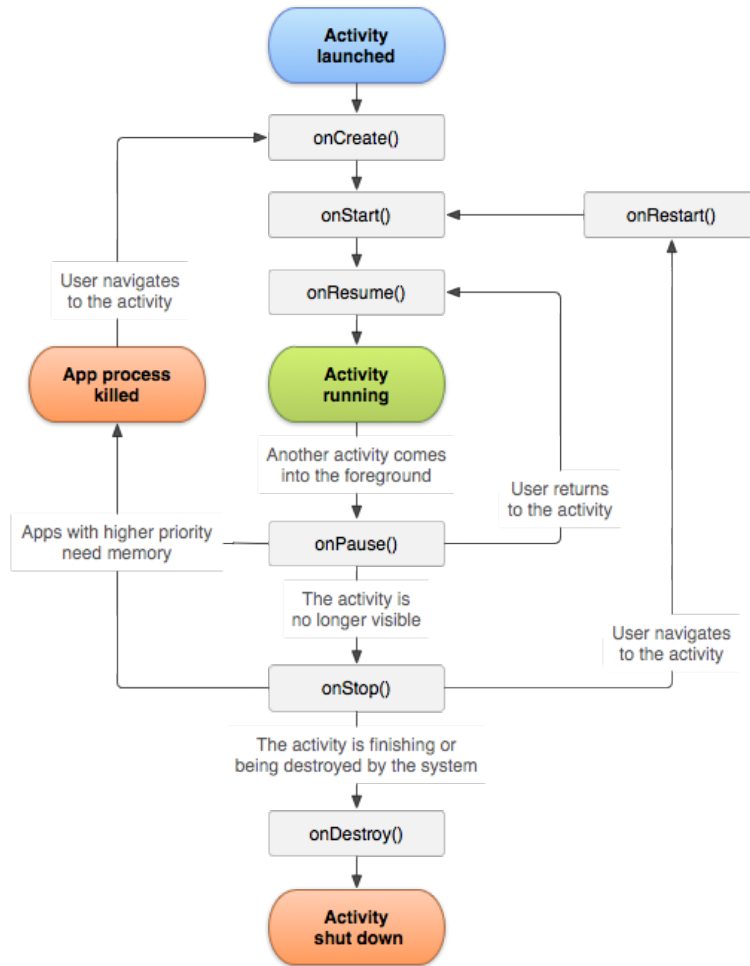 Activity
launched
onCreate()
onStart()
onRestart()
User navigates
to the activity
onResume()
App process
killed
Activity
running
Another activity comes
into the foreground
User returns
to the activity
Apps with higher priority
need memory
onPause()
The activity is
no longer visible
User navigates
to the activity
onStop()
The activity is finishing or
being destroyed by the system
onDestroy()
Activity
shut down